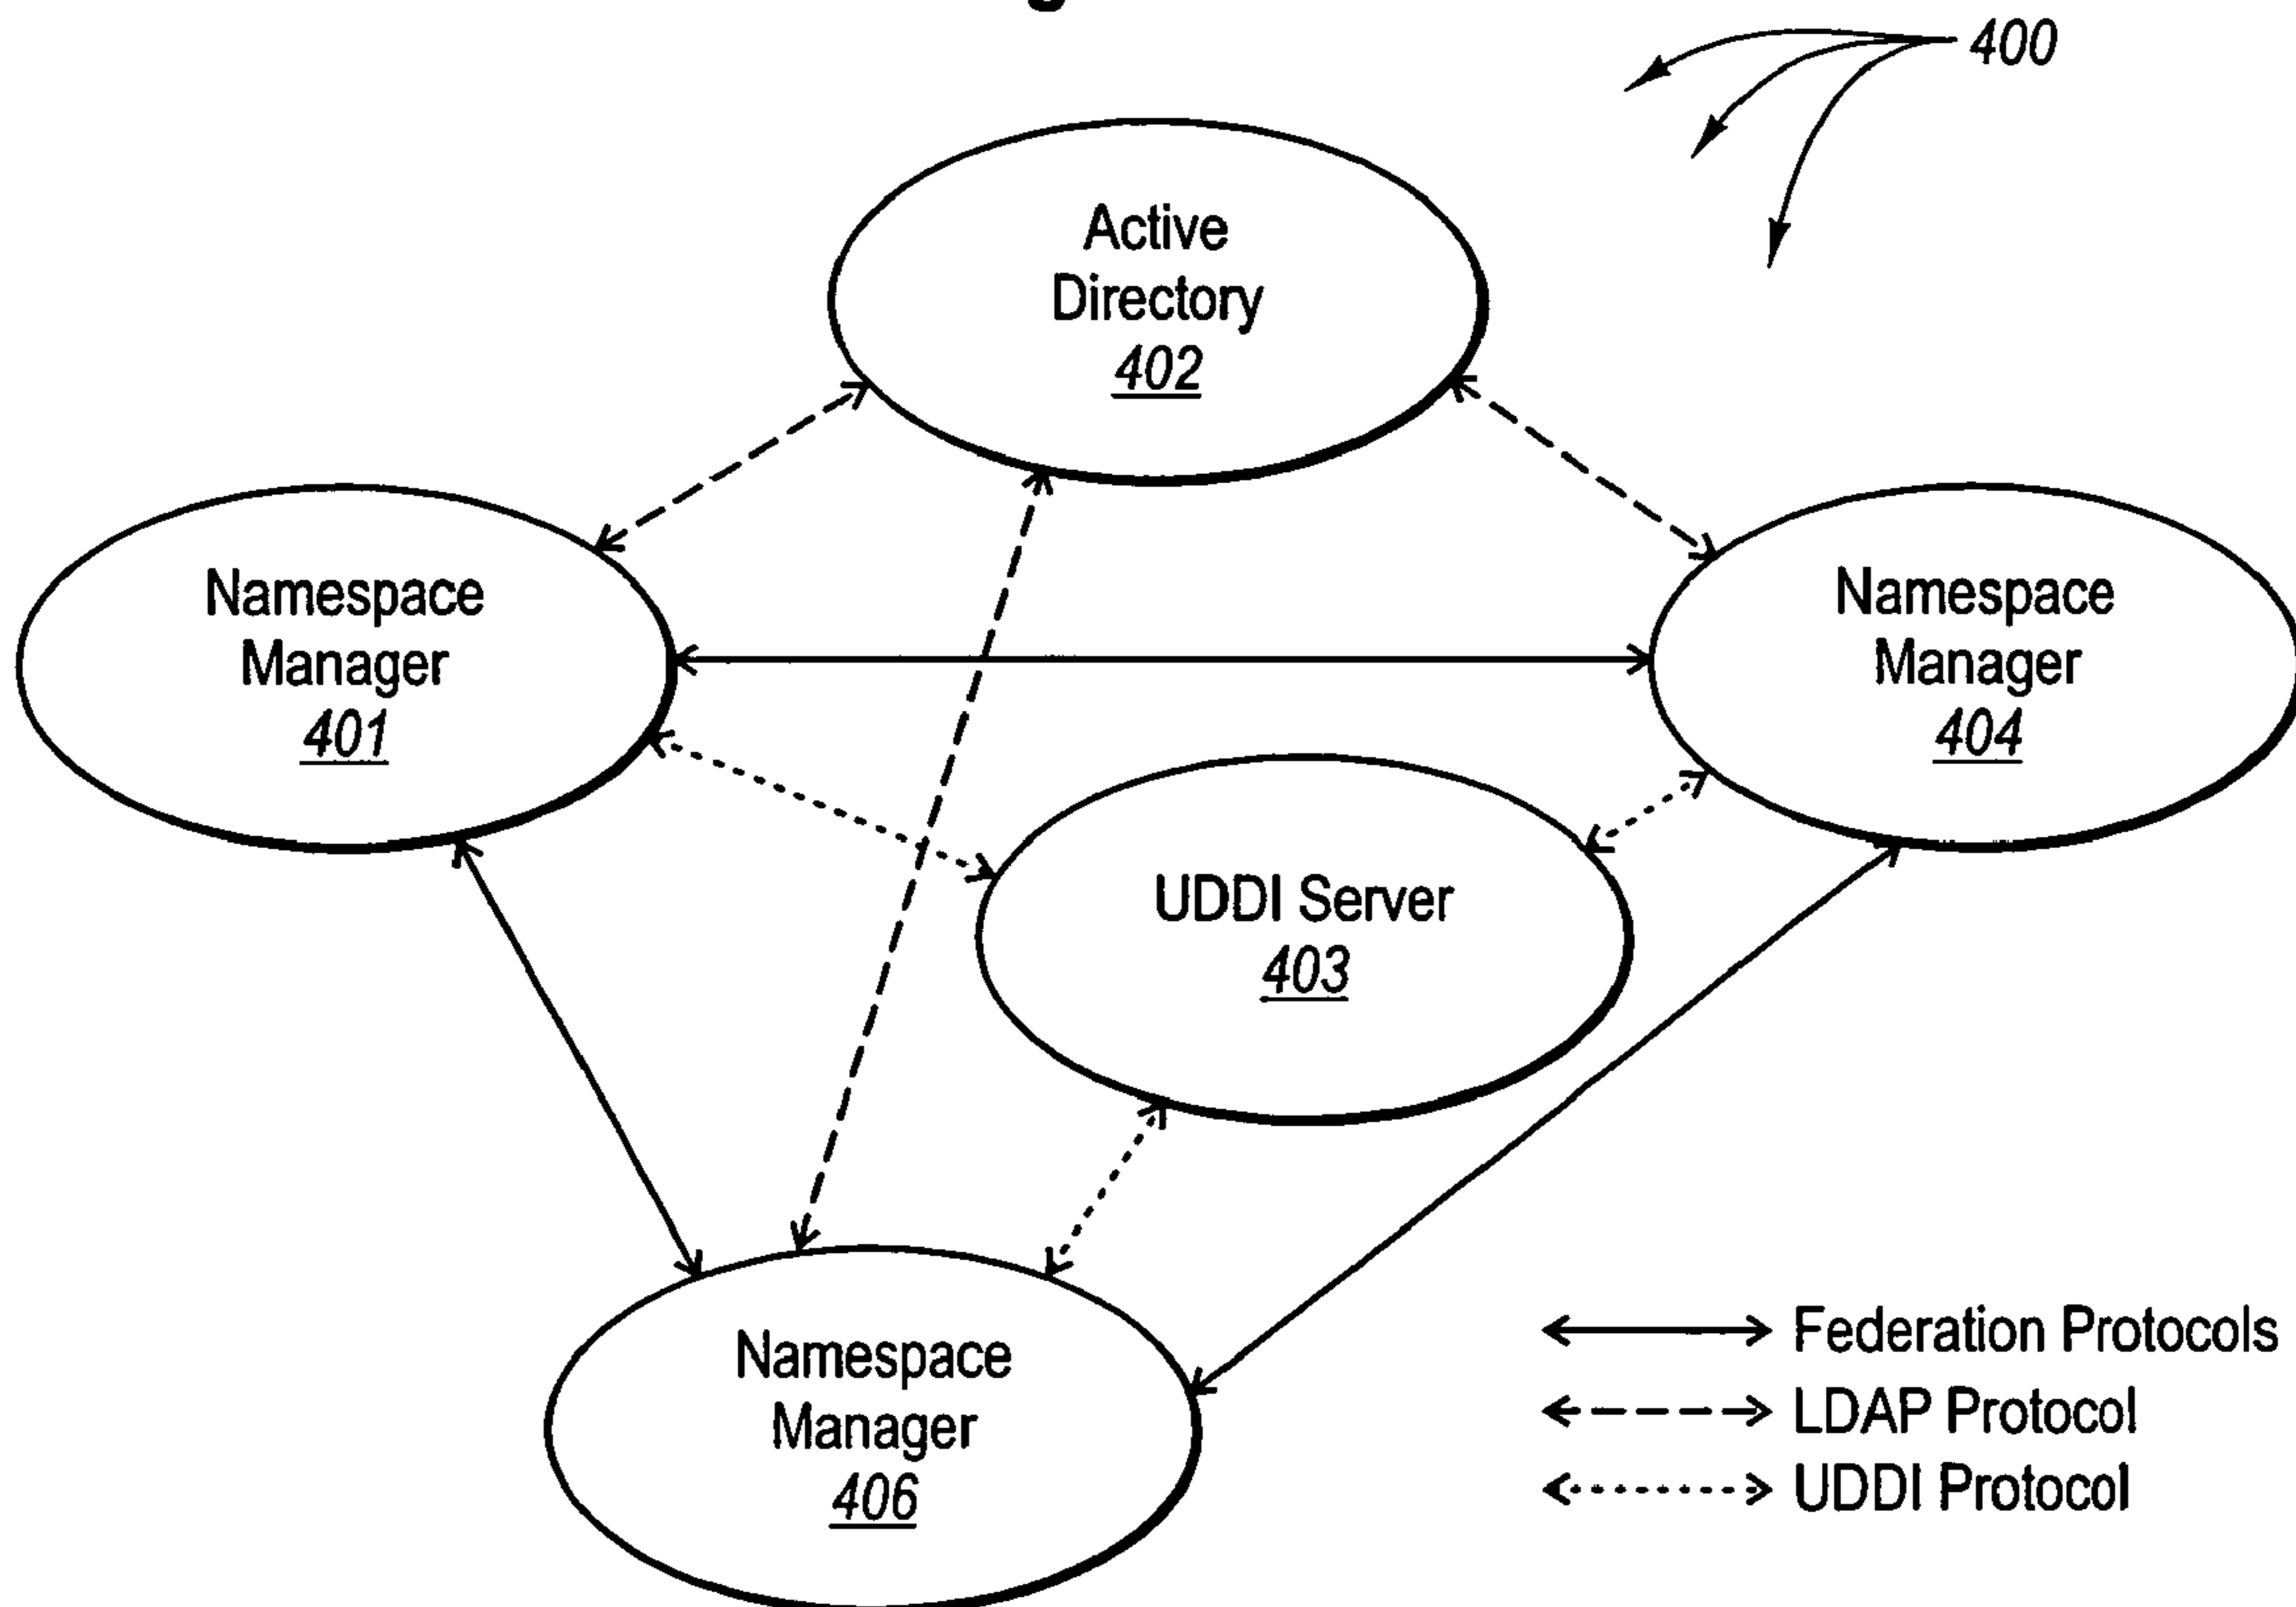 400
Active
Directory
402
Namespace
Manager
401
Namespace
Manager
404
UDDI Server
403
Namespace
Manager
406
Federation Protocols
LDAP Protocol
UDDI Protocol